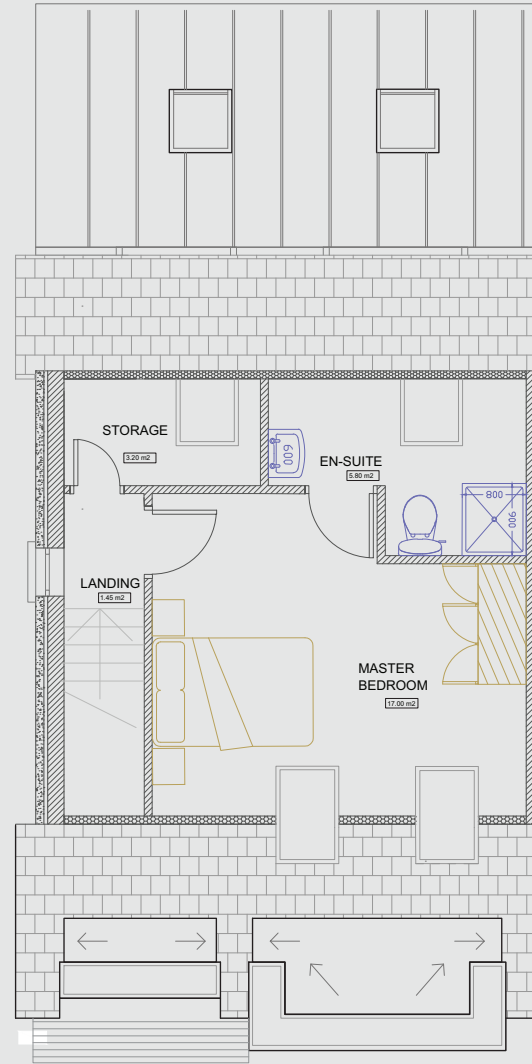 STORAGE
3.20 m2
EN-SUITE
5.80 m2
600
800
900
LANDING
1.45 m2
MASTER
BEDROOM
17.00 m2